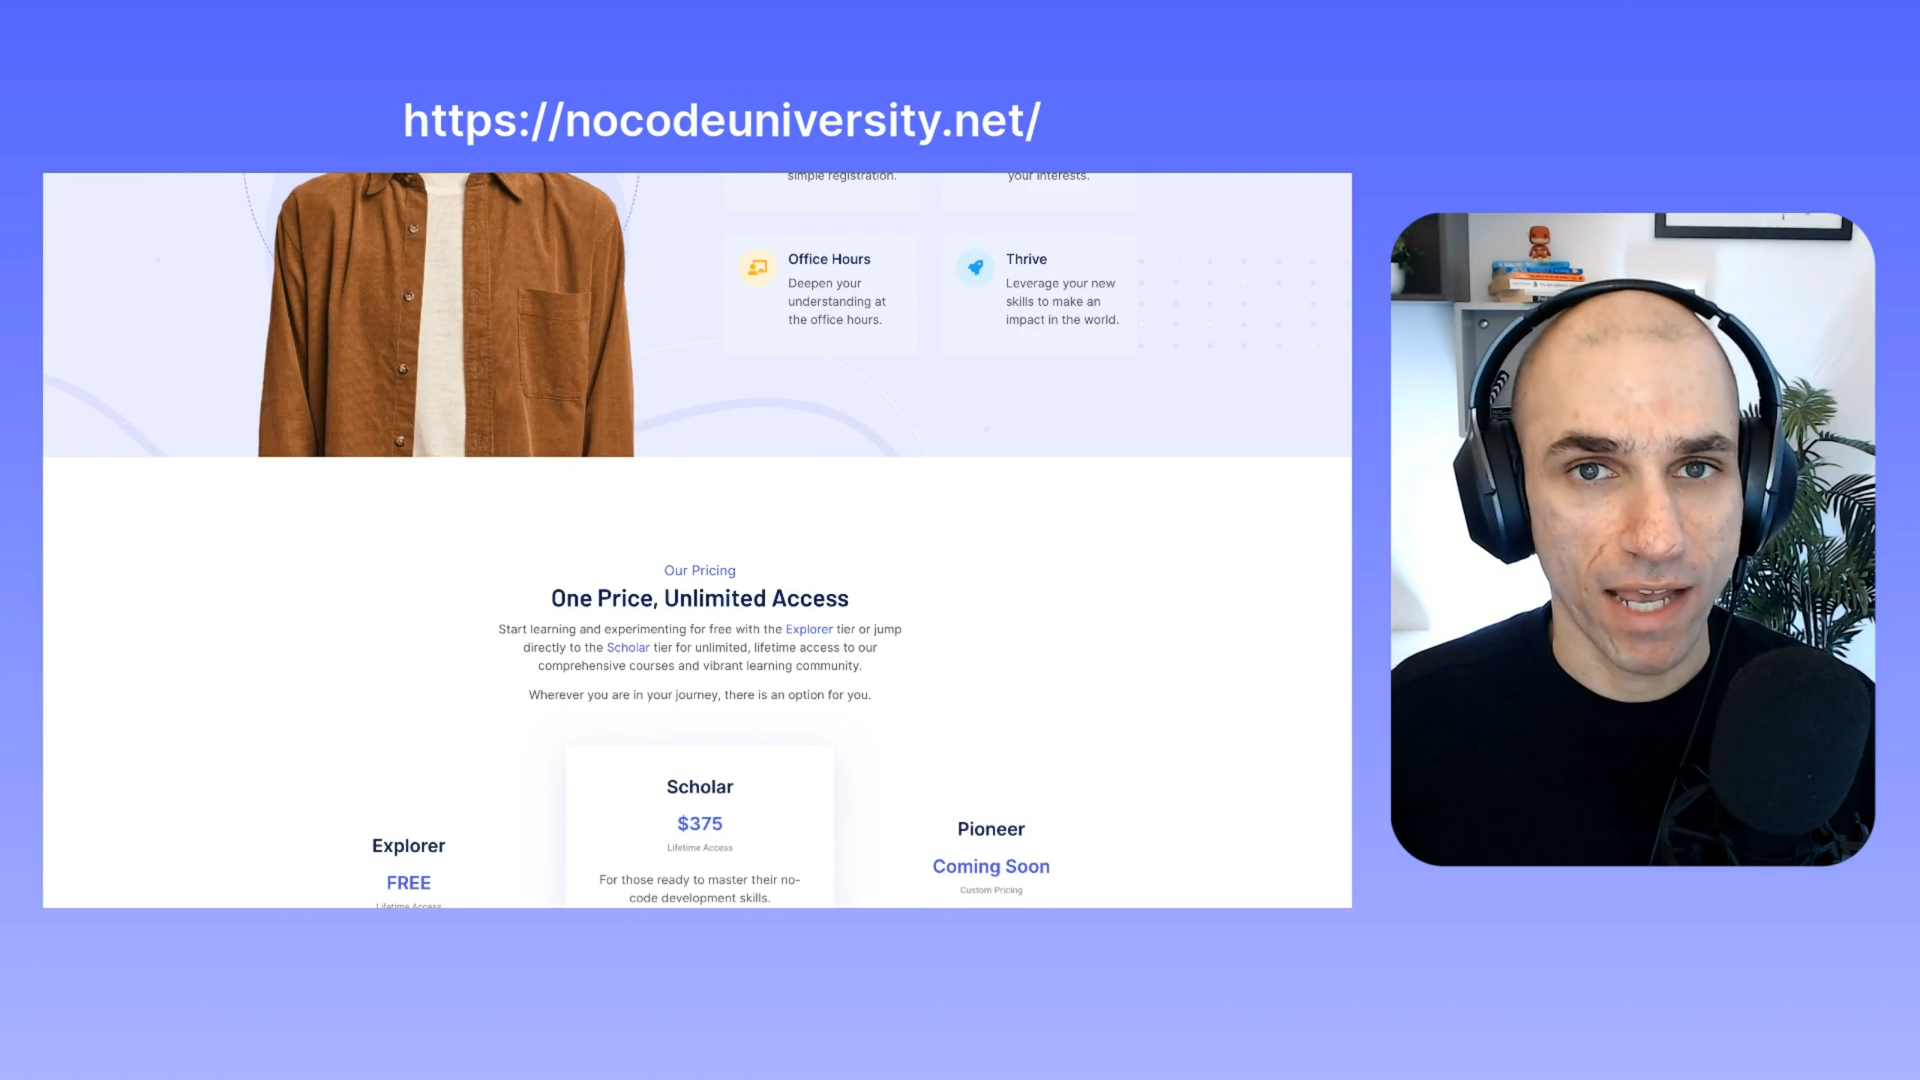 https://nocodeuniversity.net/
simple registration.
your interests.
Office Hours
Deepen your
understanding at
the office hours.
Thrive
Leverage your new
skills to make an
impact in the world.
Our Pricing
One Price, Unlimited Access
Start learning and experimenting for free with the Explorer tier or jump
directly to the Scholar tier for unlimited, lifetime access to our
comprehensive courses and vibrant learning community.
Wherever you are in your journey, there is an option for you.
Explorer
FREE
Lifetime Access
Scholar
$375
Lifetime Access
For those ready to master their no-
code development skills.
Pioneer
Coming Soon
Custom Pricing